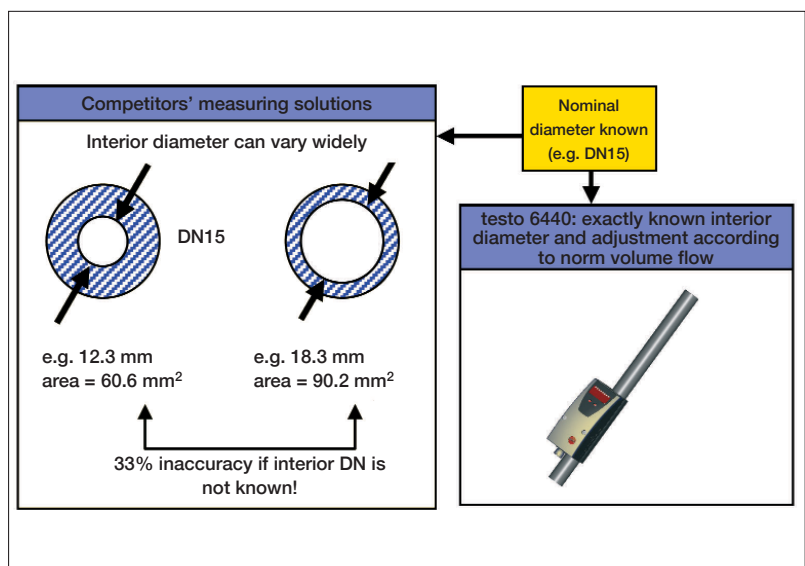 Competitors' measuring solutions
Interior diameter can vary widely
DN15
e.g. 12.3 mm
area = 60.6 mm²
e.g. 18.3 mm
area = 90.2 mm²
33% inaccuracy if interior DN is
not known!
Nominal
diameter known
(e.g. DN15)
testo 6440: exactly known interior
diameter and adjustment according
to norm volume flow